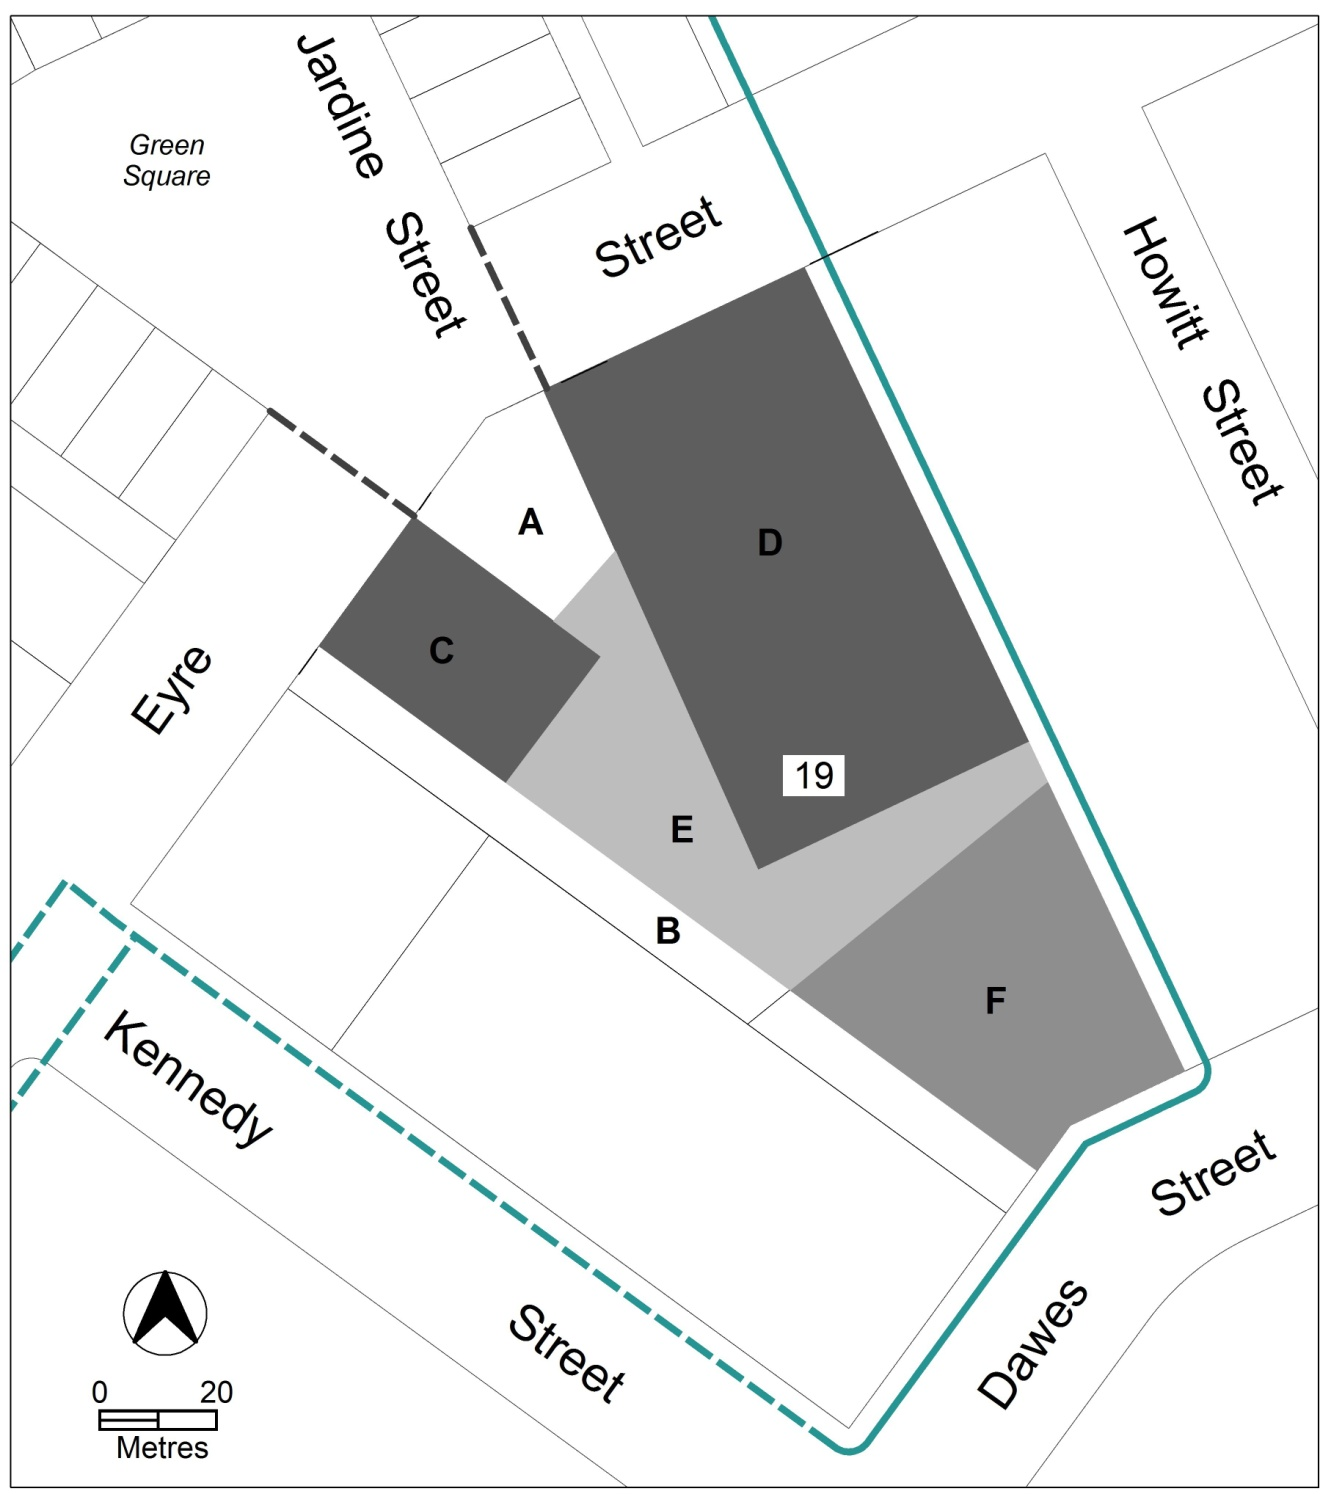 Jardine Street
Green
Square
Street
Howitt Street
A
D
C
Eyre
19
E
B
F
Kennedy
Street
Street
Dawes
0 20
Metres